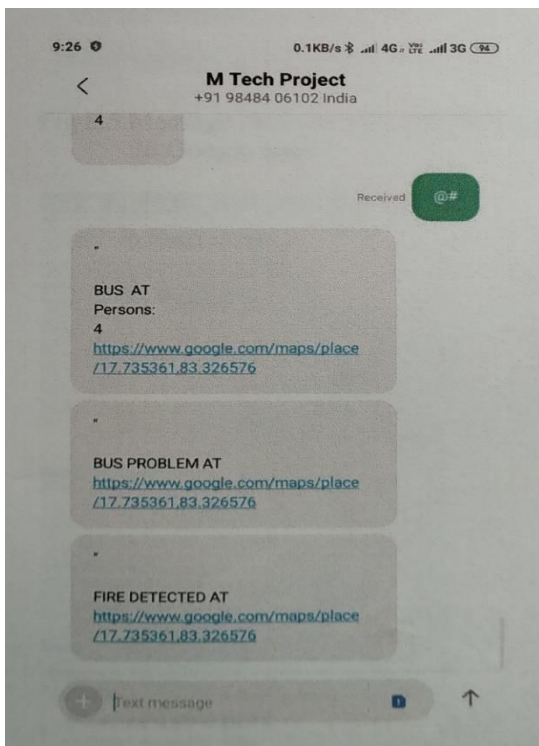 9:26 0.1KB/s 4G Vo) LTE 3G 94
M Tech Project
+91 98484 06102 India
4
Received @#
"
BUS AT
Persons:
4
https://www.google.com/maps/place
/17.735361,83.326576
"
BUS PROBLEM AT
https://www.google.com/maps/place
/17.735361,83.326576
"
FIRE DETECTED AT
https://www.google.com/maps/place
/17.735361,83.326576
Text message
1